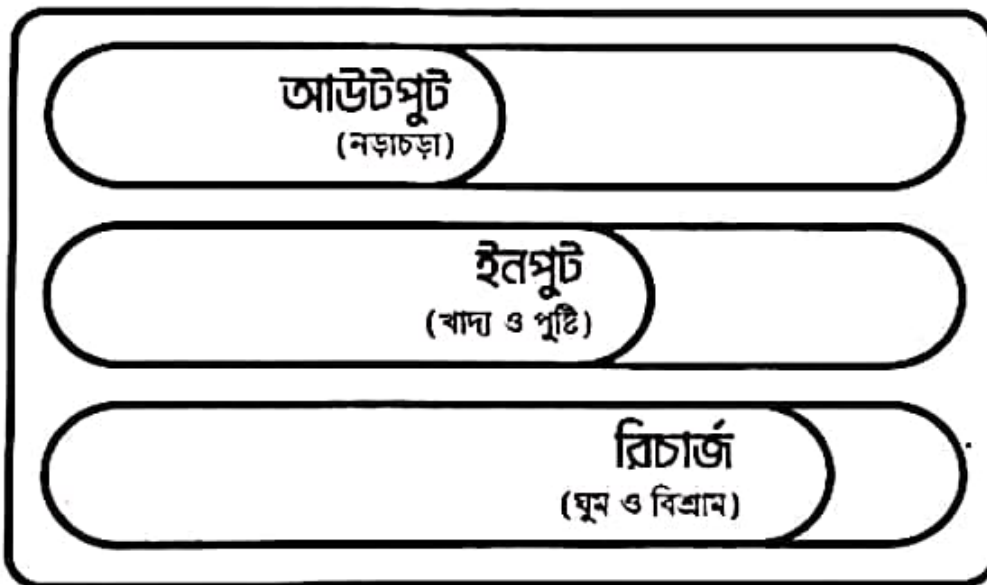 আউটপুট
(নড়াচড়া)
ইনপুট
(খাদ্য ও পুষ্টি)
রিচার্জ
(ঘুম ও বিশ্রাম)